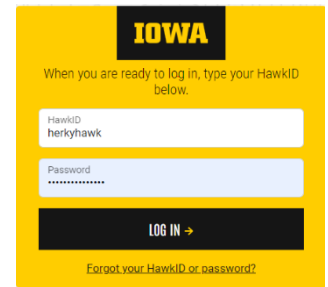 IOWA
When you are ready to log in, type your HawkID
below.
HawkID
herkyhawk
Password
•••••••••••••••
LOG IN →
Forgot your HawkID or password?